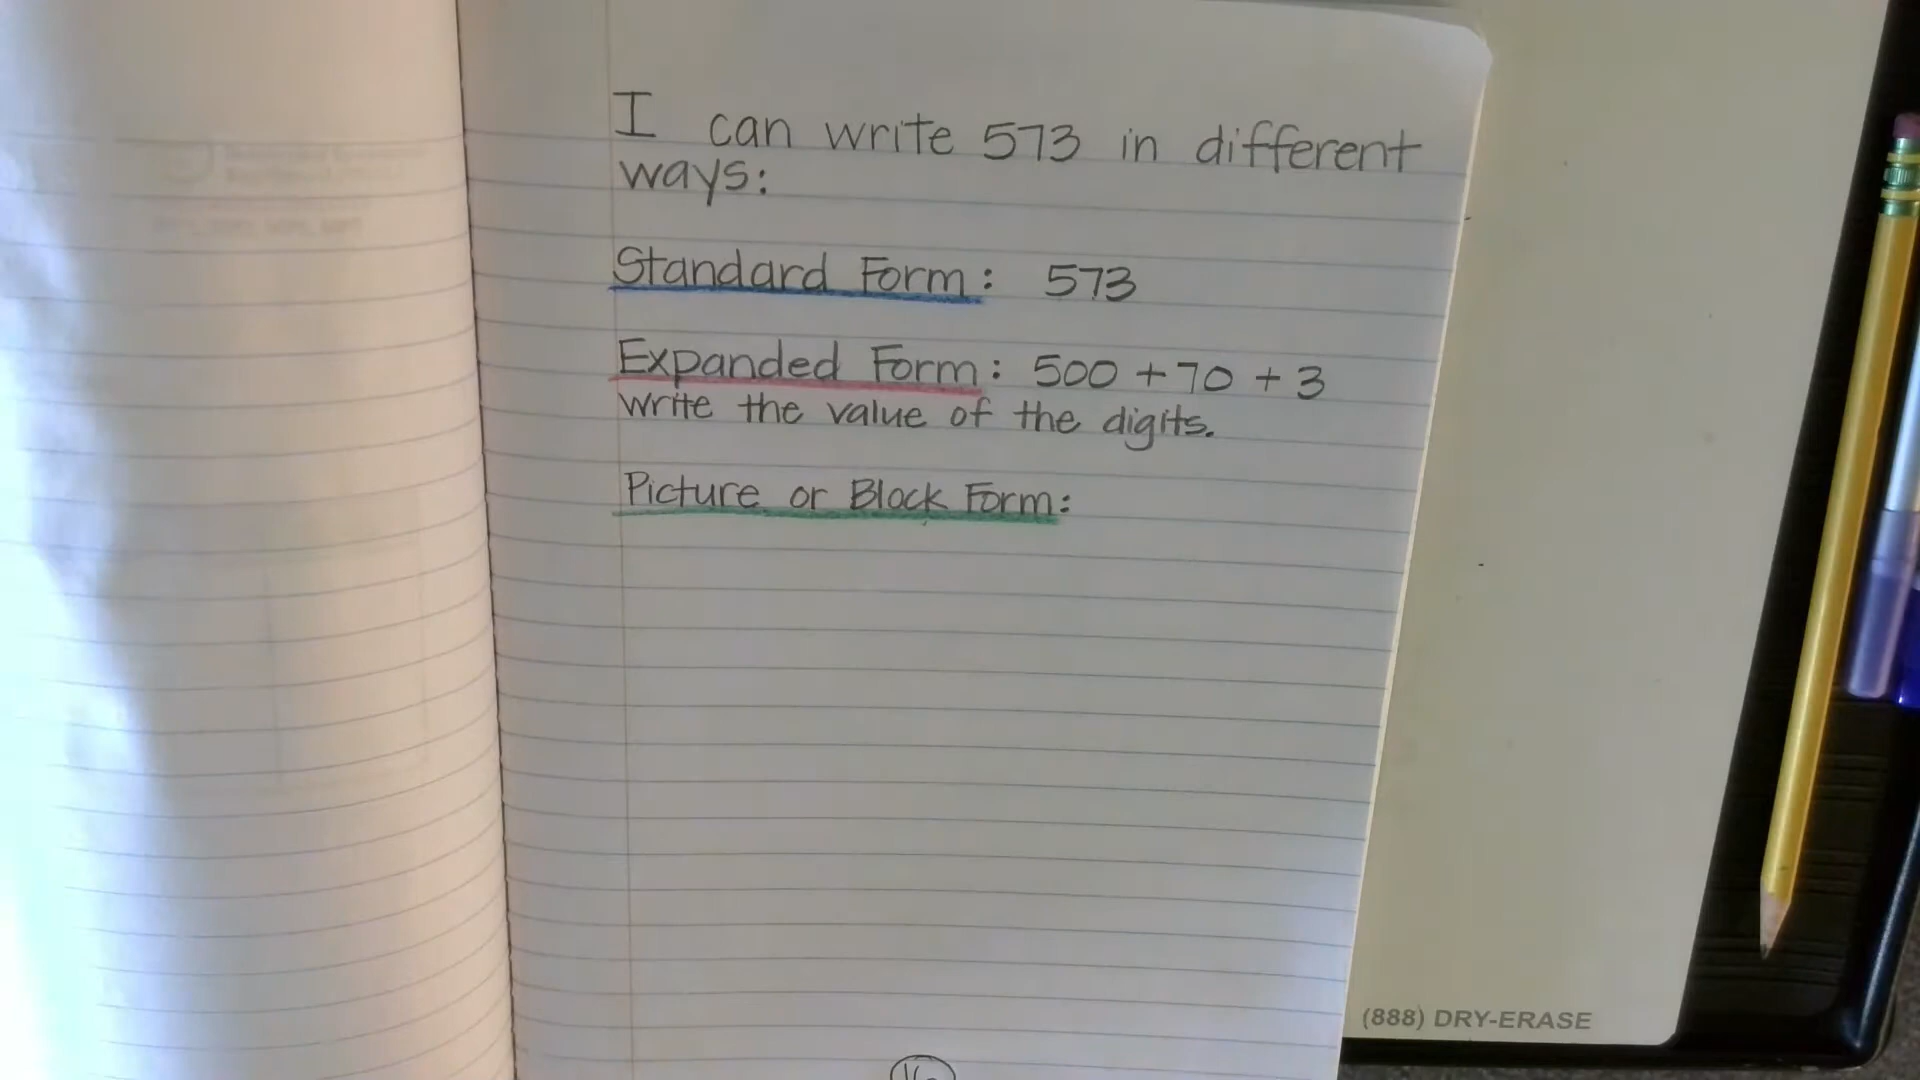 I can write 573 in different
ways:
Standard Form: 573
Expanded Form: 500 + 70 + 3
write the value of the digits.
Picture or Block Form:
(888) DRY-ERASE